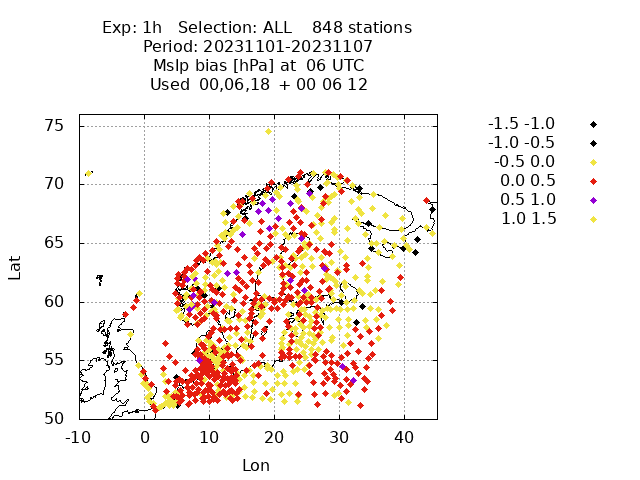 Exp: 1h   Selection: ALL    848 stations
Period: 20231101-20231107
Mslp bias [hPa] at  06 UTC
Used  00,06,18  + 00 06 12
-1.5 -1.0
-1.0 -0.5
-0.5 0.0
0.0 0.5
0.5 1.0
1.0 1.5
75
70
65
60
55
50
Lat
-10 0 10 20 30 40
Lon